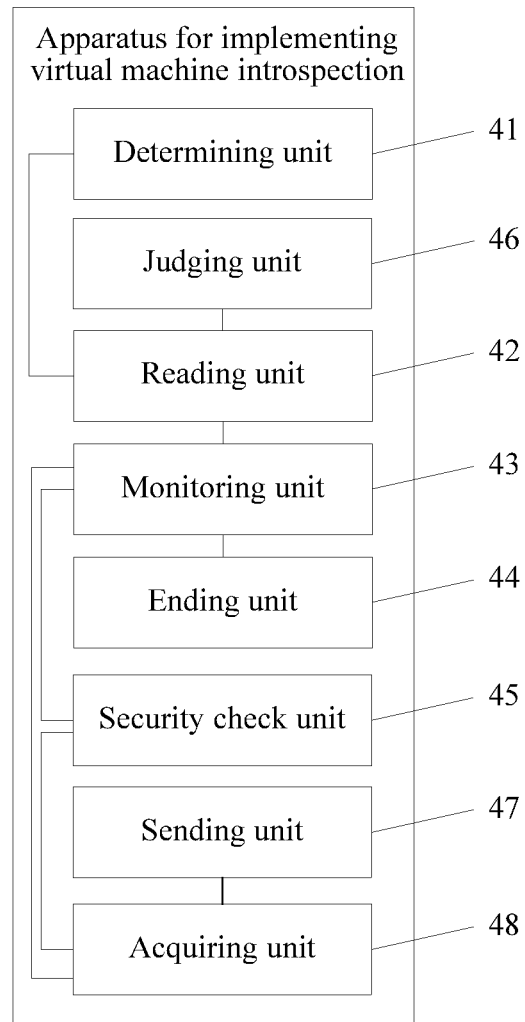 Apparatus for implementing
virtual machine introspection
Determining unit
41
Judging unit
46
Reading unit
42
Monitoring unit
43
Ending unit
44
Security check unit
45
Sending unit
47
Acquiring unit
48